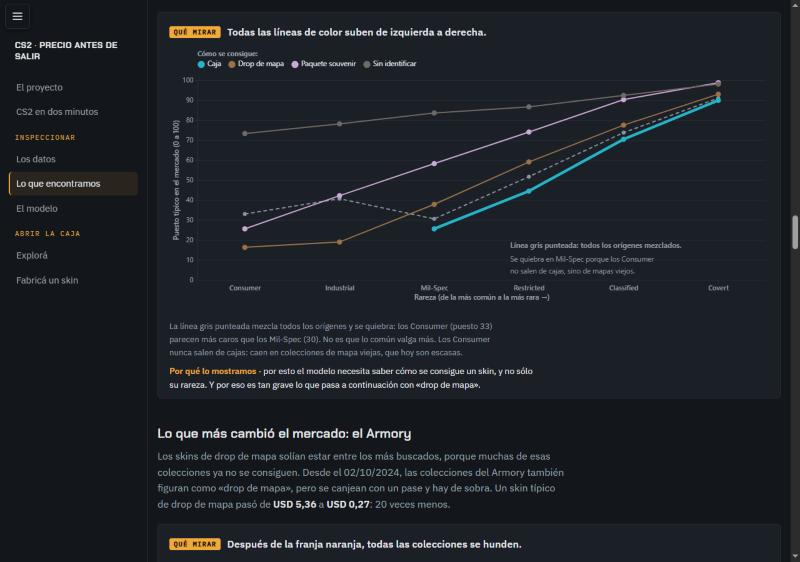 CS2 · PRECIO ANTES DE
SALIR
El proyecto
CS2 en dos minutos
INSPECCIONAR
Los datos
Lo que encontramos
El modelo
ABRIR LA CAJA
Explorá
Fabricá un skin
QUÉ MIRAR Todas las líneas de color suben de izquierda a derecha.
Cómo se consigue:
Caja Drop de mapa Paquete souvenir Sin identificar
Puesto típico en el mercado (0 a 100)
100
90
80
70
60
50
40
30
20
10
0
Línea gris punteada: todos los orígenes mezclados.
Se quiebra en Mil-Spec porque los Consumer
no salen de cajas, sino de mapas viejos.
Consumer Industrial Mil-Spec Restricted Classified Covert
Rareza (de la más común a la más rara →)
La línea gris punteada mezcla todos los orígenes y se quiebra: los Consumer (puesto 33)
parecen más caros que los Mil-Spec (30). No es que lo común valga más. Los Consumer
nunca salen de cajas: caen en colecciones de mapa viejas, que hoy son escasas.
Por qué lo mostramos · por esto el modelo necesita saber cómo se consigue un skin, y no sólo
su rareza. Y por eso es tan grave lo que pasa a continuación con «drop de mapa».
Lo que más cambió el mercado: el Armory
Los skins de drop de mapa solían estar entre los más buscados, porque muchas de esas
colecciones ya no se consiguen. Desde el 02/10/2024, las colecciones del Armory también
figuran como «drop de mapa», pero se canjean con un pase y hay de sobra. Un skin típico
de drop de mapa pasó de USD 5,36 a USD 0,27: 20 veces menos.
QUÉ MIRAR Después de la franja naranja, todas las colecciones se hunden.